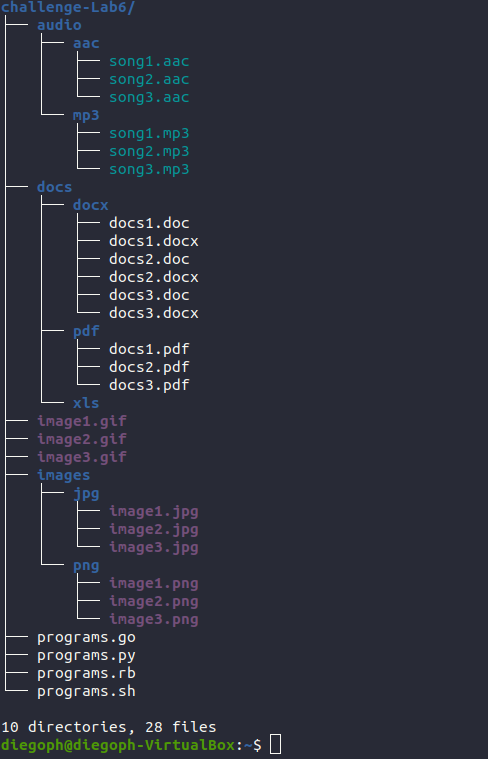 challenge-Lab6/
├── audio
│   ├── aac
│   │   ├── song1.aac
│   │   ├── song2.aac
│   │   └── song3.aac
│   └── mp3
│       ├── song1.mp3
│       ├── song2.mp3
│       └── song3.mp3
├── docs
│   ├── docx
│   │   ├── docs1.doc
│   │   ├── docs1.docx
│   │   ├── docs2.doc
│   │   ├── docs2.docx
│   │   ├── docs3.doc
│   │   └── docs3.docx
│   ├── pdf
│   │   ├── docs1.pdf
│   │   ├── docs2.pdf
│   │   └── docs3.pdf
│   └── xls
├── image1.gif
├── image2.gif
├── image3.gif
├── images
│   ├── jpg
│   │   ├── image1.jpg
│   │   ├── image2.jpg
│   │   └── image3.jpg
│   └── png
│       ├── image1.png
│       ├── image2.png
│       └── image3.png
├── programs.go
├── programs.py
├── programs.rb
└── programs.sh

10 directories, 28 files
diegoph@diegoph-VirtualBox:~$